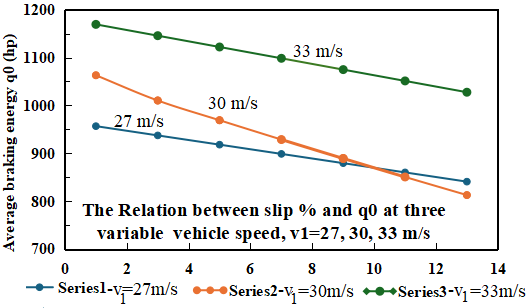 1200
1100
1000
900
800
700
Average braking energy q0 (hp)
33 m/s
30 m/s
27 m/s
The Relation between slip % and q0 at three
variable vehicle speed, v1=27, 30, 33 m/s
0 2 4 6 8 10 12 14
Series1-v1=27m/s Series2-v1=30m/s Series3-v1=33m/s